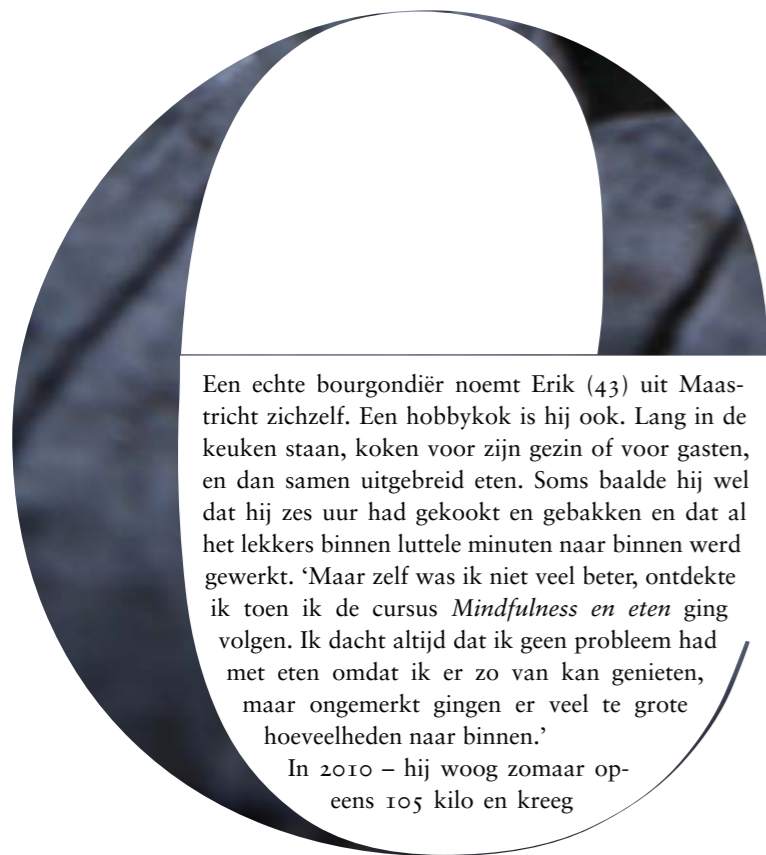 Een echte bourgondiër noemt Erik (43) uit Maas-
tricht zichzelf. Een hobbykok is hij ook. Lang in de
keuken staan, koken voor zijn gezin of voor gasten,
en dan samen uitgebreid eten. Soms baalde hij wel
dat hij zes uur had gekookt en gebakken en dat al
het lekkers binnen luttele minuten naar binnen werd
gewerkt. ‘Maar zelf was ik niet veel beter, ontdekte
ik toen ik de cursus Mindfulness en eten ging
volgen. Ik dacht altijd dat ik geen probleem had
met eten omdat ik er zo van kan genieten,
maar ongemerkt gingen er veel te grote
hoeveelheden naar binnen.’
In 2010 – hij woog zomaar op-
eens 105 kilo en kreeg